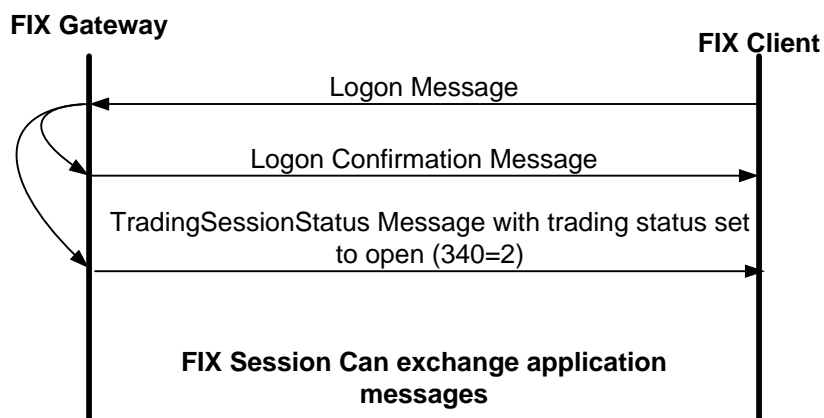 FIX Gateway
FIX Client
Logon Message
Logon Confirmation Message
TradingSessionStatus Message with trading status set
to open (340=2)
FIX Session Can exchange application
messages